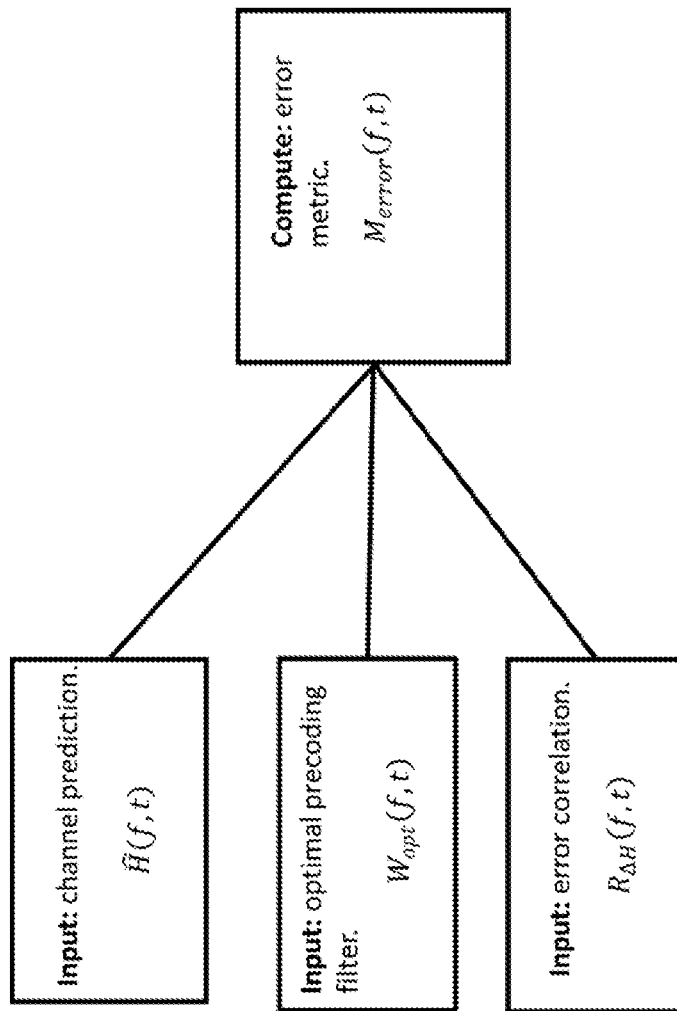 Input: channel prediction.
Ĥ(f,t)
Input: optimal precoding
filter.
W_opt(f,t)
Input: error correlation.
R_ΔH(f,t)
Compute: error
metric.
M_error(f,t)